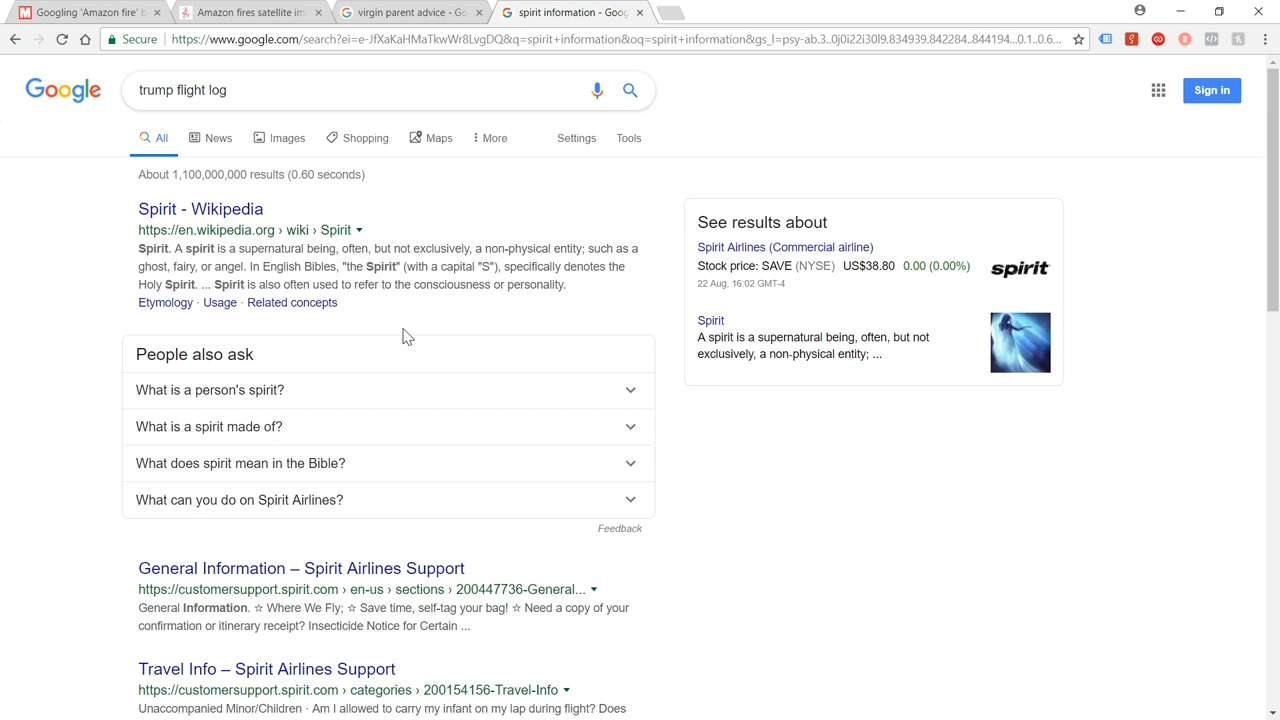 Googling 'Amazon fire' b
Amazon fires satellite im
virgin parent advice - Go
spirit information - Goog
Secure
https://www.google.com/search?ei=e-JfXaKaHMaTkwWr8LvgDQ&q=spirit+information&oq=spirit+information&gs_l=psy-ab.3..0j0i22i30l9.834939.842284..844194...0.1..0.6...
Google
trump flight log
Sign in
All
News
Images
Shopping
Maps
More
Settings
Tools
About 1,100,000,000 results (0.60 seconds)
Spirit - Wikipedia
https://en.wikipedia.org › wiki › Spirit
Spirit. A spirit is a supernatural being, often, but not exclusively, a non-physical entity; such as a
ghost, fairy, or angel. In English Bibles, "the Spirit" (with a capital "S"), specifically denotes the
Holy Spirit. ... Spirit is also often used to refer to the consciousness or personality.
Etymology · Usage · Related concepts
People also ask
What is a person's spirit?
What is a spirit made of?
What does spirit mean in the Bible?
What can you do on Spirit Airlines?
Feedback
General Information – Spirit Airlines Support
https://customersupport.spirit.com › en-us › sections › 200447736-General...
General Information. ☆ Where We Fly; ☆ Save time, self-tag your bag! ☆ Need a copy of your
confirmation or itinerary receipt? Insecticide Notice for Certain ...
Travel Info – Spirit Airlines Support
https://customersupport.spirit.com › categories › 200154156-Travel-Info
Unaccompanied Minor/Children · Am I allowed to carry my infant on my lap during flight? Does
See results about
Spirit Airlines (Commercial airline)
Stock price: SAVE (NYSE) US$38.80 0.00 (0.00%)
22 Aug, 16:02 GMT-4
spirit
Spirit
A spirit is a supernatural being, often, but not
exclusively, a non-physical entity; ...